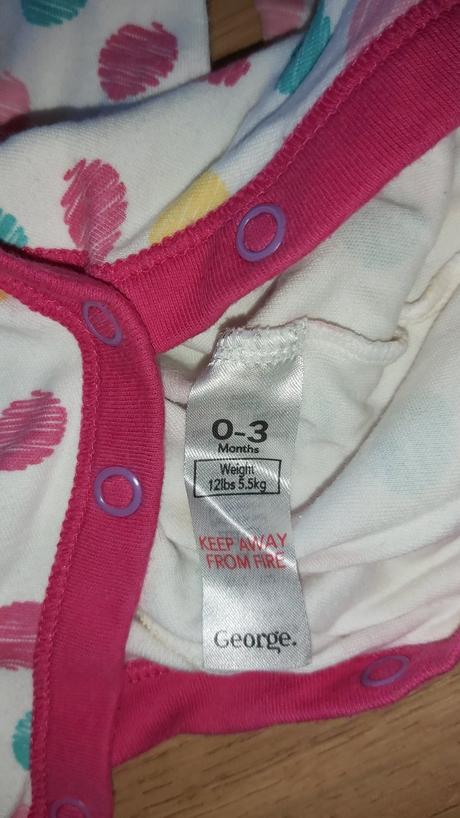 0-3
Months
Weight
12lbs 5.5kg
KEEP AWAY
FROM FIRE
George.